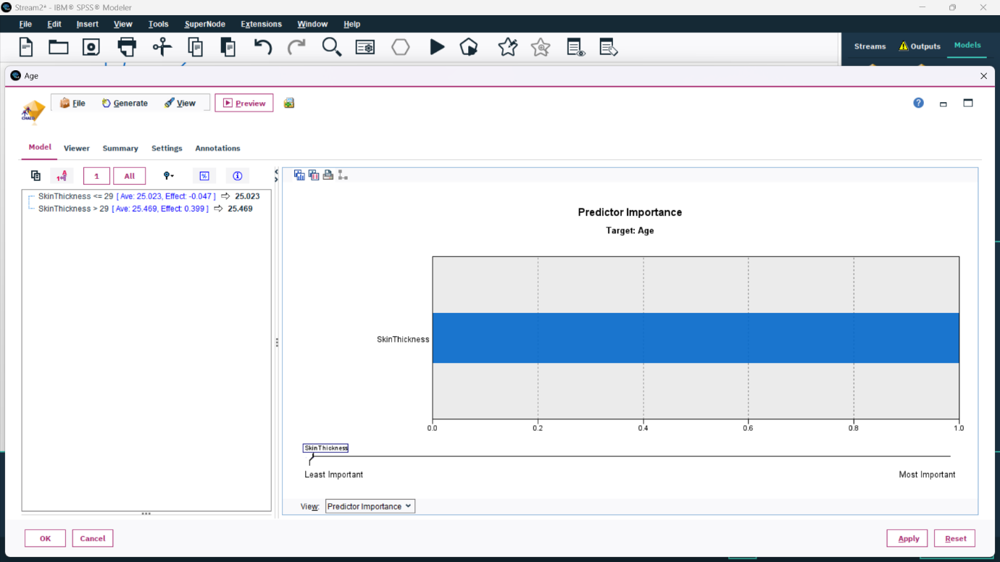 Stream2* - IBM® SPSS® Modeler
File Edit Insert View Tools SuperNode Extensions Window Help
Streams Outputs Models
Age
CHAID
File Generate View Preview
Model Viewer Summary Settings Annotations
1 All
SkinThickness <= 29 [ Ave: 25.023, Effect: -0.047 ] ⇨ 25.023
SkinThickness > 29 [ Ave: 25.469, Effect: 0.399 ] ⇨ 25.469
Predictor Importance
Target: Age
SkinThickness
0.0 0.2 0.4 0.6 0.8 1.0
SkinThickness
Least Important Most Important
View: Predictor Importance
OK Cancel Apply Reset